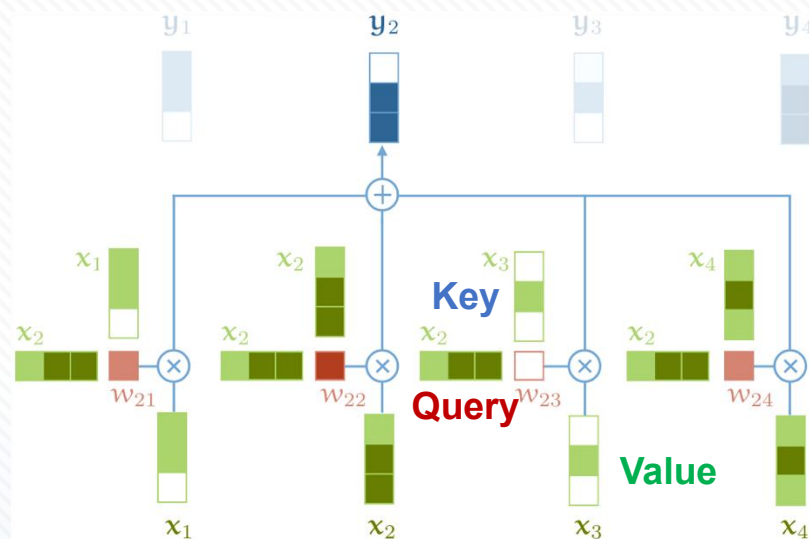 y₁ y₂ y₃ y₄
x₁ x₂ x₃ x₄
Key
x₂ x₂ x₂ x₂
w₂₁ w₂₂ w₂₃ w₂₄
Query
Value
x₁ x₂ x₃ x₄